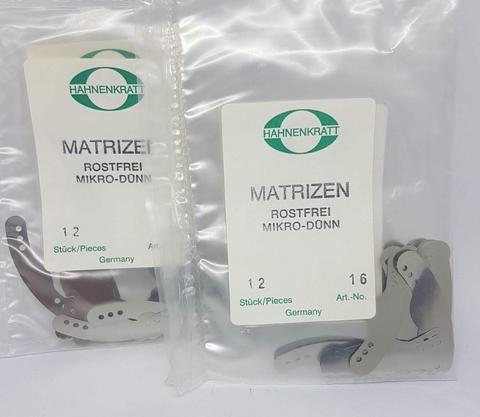 HAHNENKRATT
MATRIZEN
ROSTFREI
MIKRO-DÜNN
12
Stück/Pieces Art.
Germany
HAHNENKRATT
MATRIZEN
ROSTFREI
MIKRO-DÜNN
12 16
Stück/Pieces Art.-No.
Germany